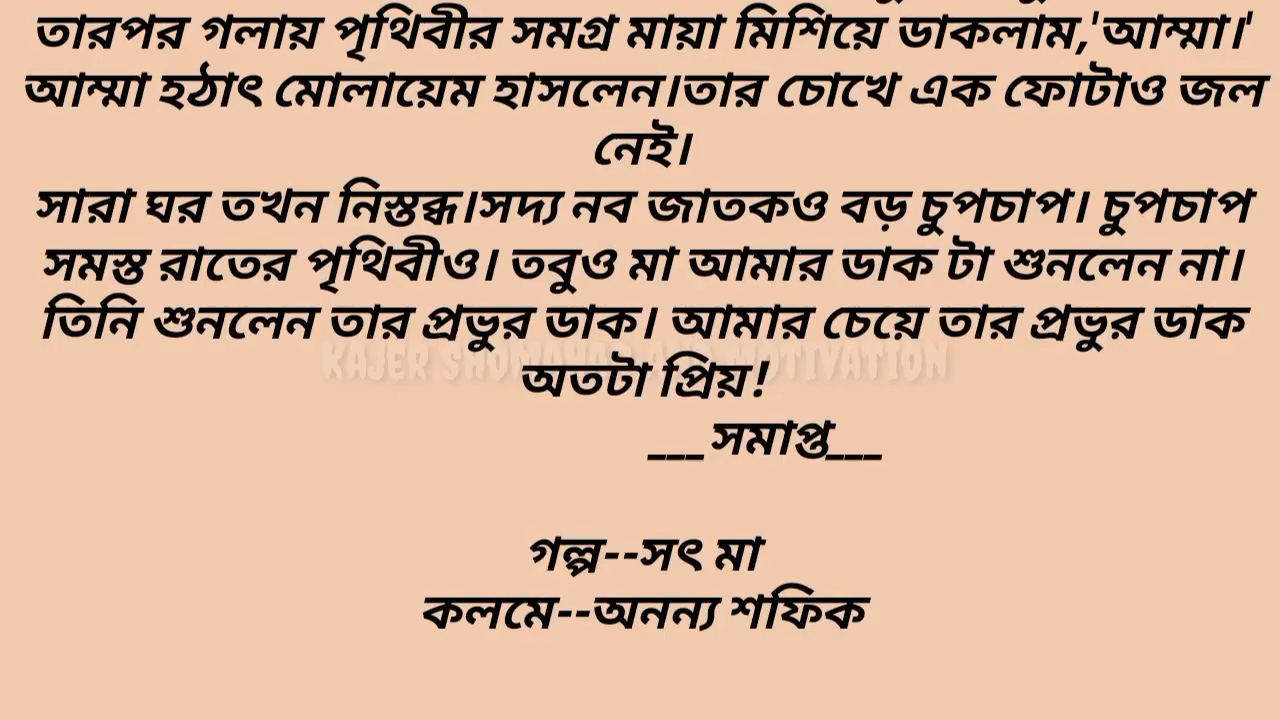 তারপর গলায় পৃথিবীর সমগ্র মায়া মিশিয়ে ডাকলাম,'আম্মা।'
আম্মা হঠাৎ মোলায়েম হাসলেন।তার চোখে এক ফোটাও জল
নেই।
সারা ঘর তখন নিস্তব্ধ।সদ্য নব জাতকও বড় চুপচাপ। চুপচাপ
সমস্ত রাতের পৃথিবীও। তবুও মা আমার ডাক টা শুনলেন না।
তিনি শুনলেন তার প্রভুর ডাক। আমার চেয়ে তার প্রভুর ডাক
অতটা প্রিয়!
___সমাপ্ত___
গল্প--সৎ মা
কলমে--অনন্য শফিক